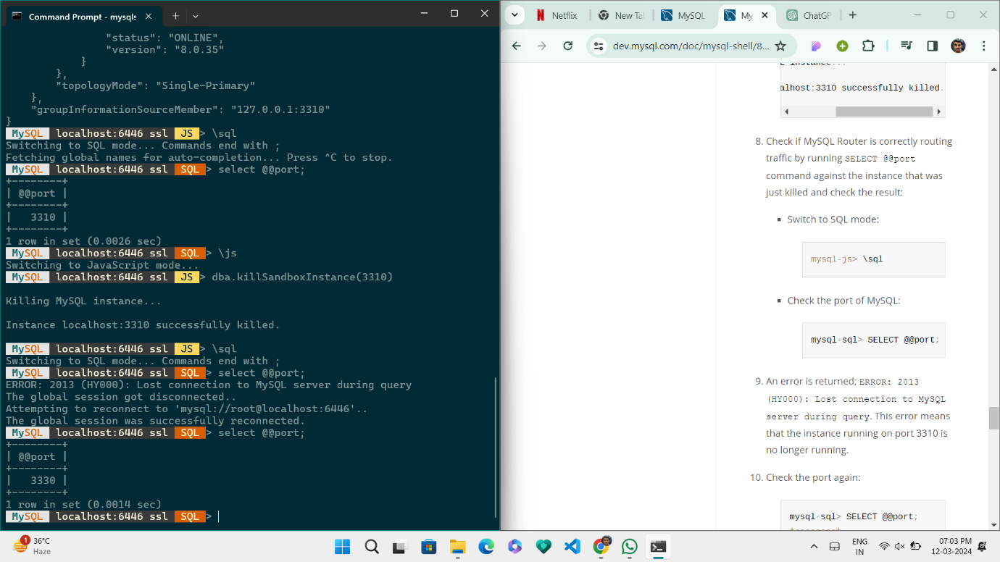 Command Prompt - mysqls
"status": "ONLINE",
"version": "8.0.35"
}
},
"topologyMode": "Single-Primary"
},
"groupInformationSourceMember": "127.0.0.1:3310"
}
MySQL localhost:6446 ssl JS > \sql
Switching to SQL mode... Commands end with ;
Fetching global names for auto-completion... Press ^C to stop.
MySQL localhost:6446 ssl SQL > select @@port;
+--------+
| @@port |
+--------+
| 3310 |
+--------+
1 row in set (0.0026 sec)
MySQL localhost:6446 ssl SQL > \js
Switching to JavaScript mode...
MySQL localhost:6446 ssl JS > dba.killSandboxInstance(3310)
Killing MySQL instance...
Instance localhost:3310 successfully killed.
MySQL localhost:6446 ssl JS > \sql
Switching to SQL mode... Commands end with ;
MySQL localhost:6446 ssl SQL > select @@port;
ERROR: 2013 (HY000): Lost connection to MySQL server during query
The global session got disconnected..
Attempting to reconnect to 'mysql://root@localhost:6446'..
The global session was successfully reconnected.
MySQL localhost:6446 ssl SQL > select @@port;
+--------+
| @@port |
+--------+
| 3330 |
+--------+
1 row in set (0.0014 sec)
MySQL localhost:6446 ssl SQL >
Netflix
New Ta
MySQL
My
ChatGP
dev.mysql.com/doc/mysql-shell/8...
alhost:3310 successfully killed.
8. Check if MySQL Router is correctly routing
traffic by running SELECT @@port
command against the instance that was
just killed and check the result:
▪ Switch to SQL mode:
mysql-js> \sql
▪ Check the port of MySQL:
mysql-sql> SELECT @@port;
9. An error is returned; ERROR: 2013
(HY000): Lost connection to MySQL
server during query. This error means
that the instance running on port 3310 is
no longer running.
10. Check the port again:
mysql-sql> SELECT @@port;
1
36°C
Haze
ENG
IN
07:03 PM
12-03-2024